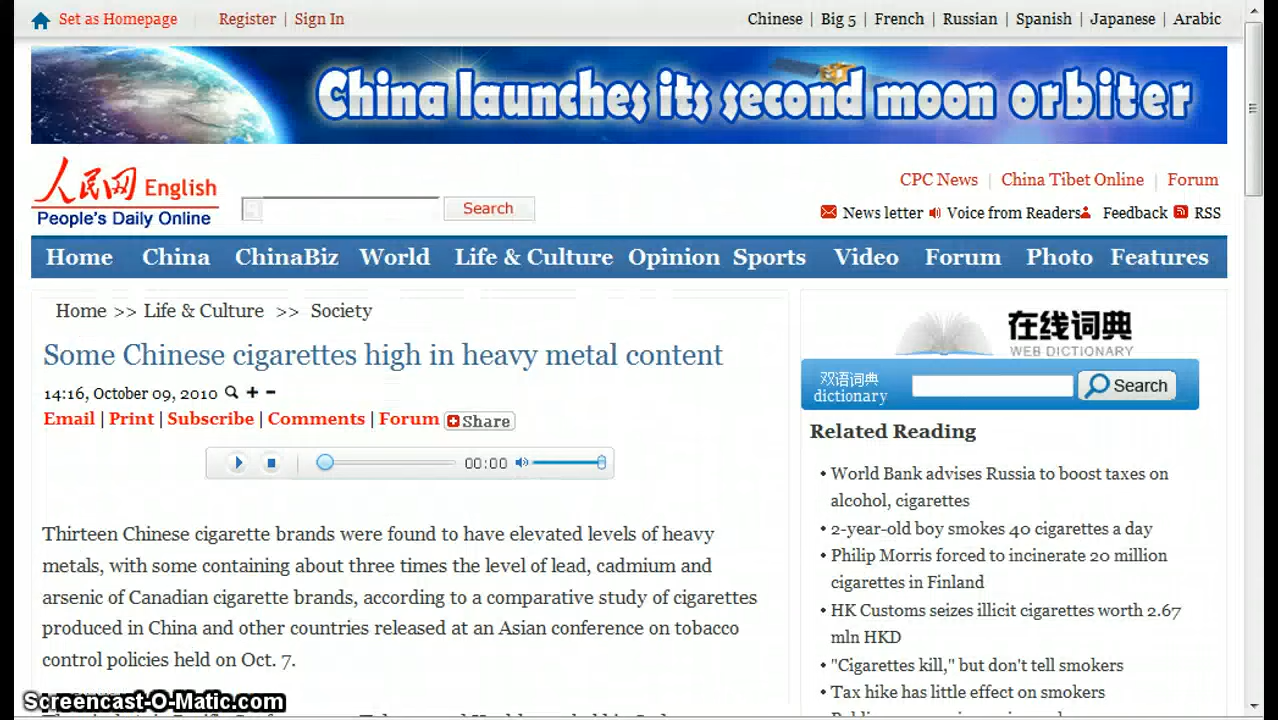 Set as Homepage Register | Sign In Chinese | Big 5 | French | Russian | Spanish | Japanese | Arabic
China launches its second moon orbiter
人民网 English
People's Daily Online
Search
CPC News | China Tibet Online | Forum
News letter Voice from Readers Feedback RSS
Home China ChinaBiz World Life & Culture Opinion Sports Video Forum Photo Features
Home >> Life & Culture >> Society
Some Chinese cigarettes high in heavy metal content
14:16, October 09, 2010 + -
Email | Print | Subscribe | Comments | Forum Share
00:00
Thirteen Chinese cigarette brands were found to have elevated levels of heavy
metals, with some containing about three times the level of lead, cadmium and
arsenic of Canadian cigarette brands, according to a comparative study of cigarettes
produced in China and other countries released at an Asian conference on tobacco
control policies held on Oct. 7.
在线词典
WEB DICTIONARY
双语词典
dictionary
Search
Related Reading
• World Bank advises Russia to boost taxes on
alcohol, cigarettes
• 2-year-old boy smokes 40 cigarettes a day
• Philip Morris forced to incinerate 20 million
cigarettes in Finland
• HK Customs seizes illicit cigarettes worth 2.67
mln HKD
• "Cigarettes kill," but don't tell smokers
• Tax hike has little effect on smokers
Screencast-O-Matic.com